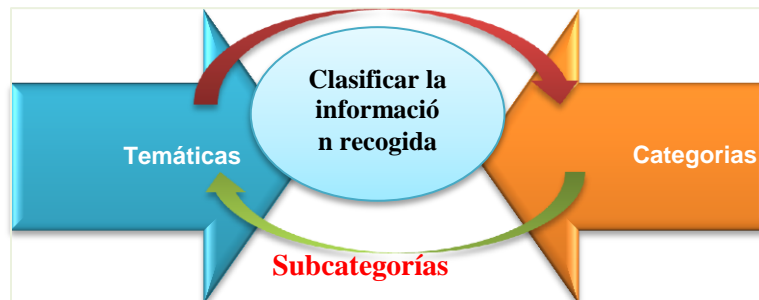 Clasificar la
informació
n recogida
Temáticas
Categorias
Subcategorías